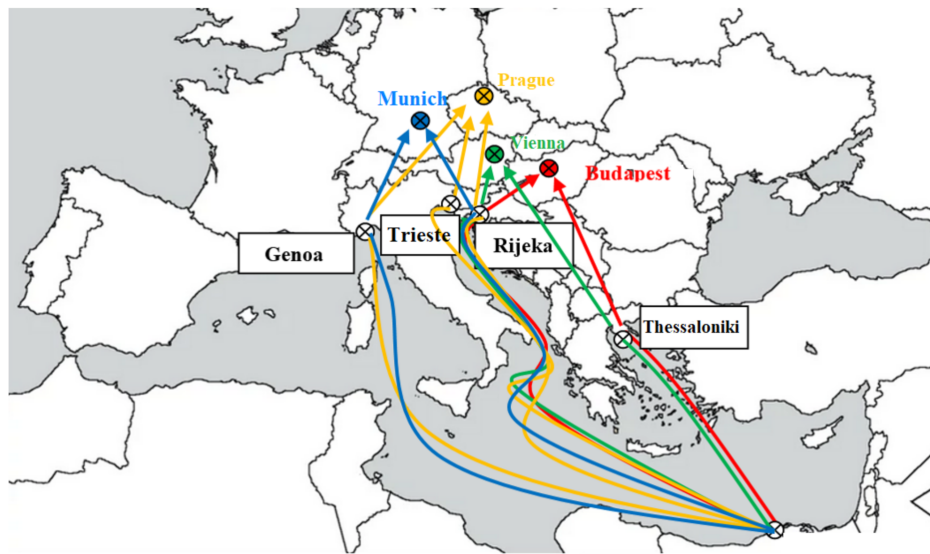 Prague
Munich
Vienna
Budapest
Trieste
Rijeka
Genoa
Thessaloniki